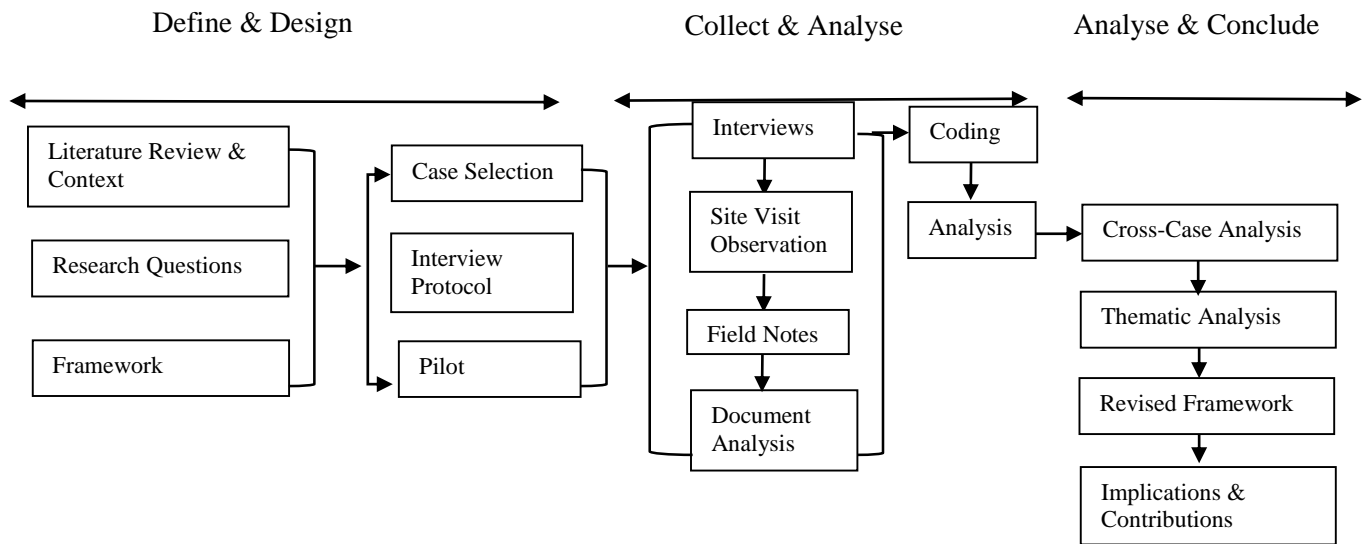 Define & Design
Collect & Analyse
Analyse & Conclude
Literature Review &
Context
Research Questions
Framework
Case Selection
Interview
Protocol
Pilot
Interviews
Site Visit
Observation
Field Notes
Document
Analysis
Coding
Analysis
Cross-Case Analysis
Thematic Analysis
Revised Framework
Implications &
Contributions